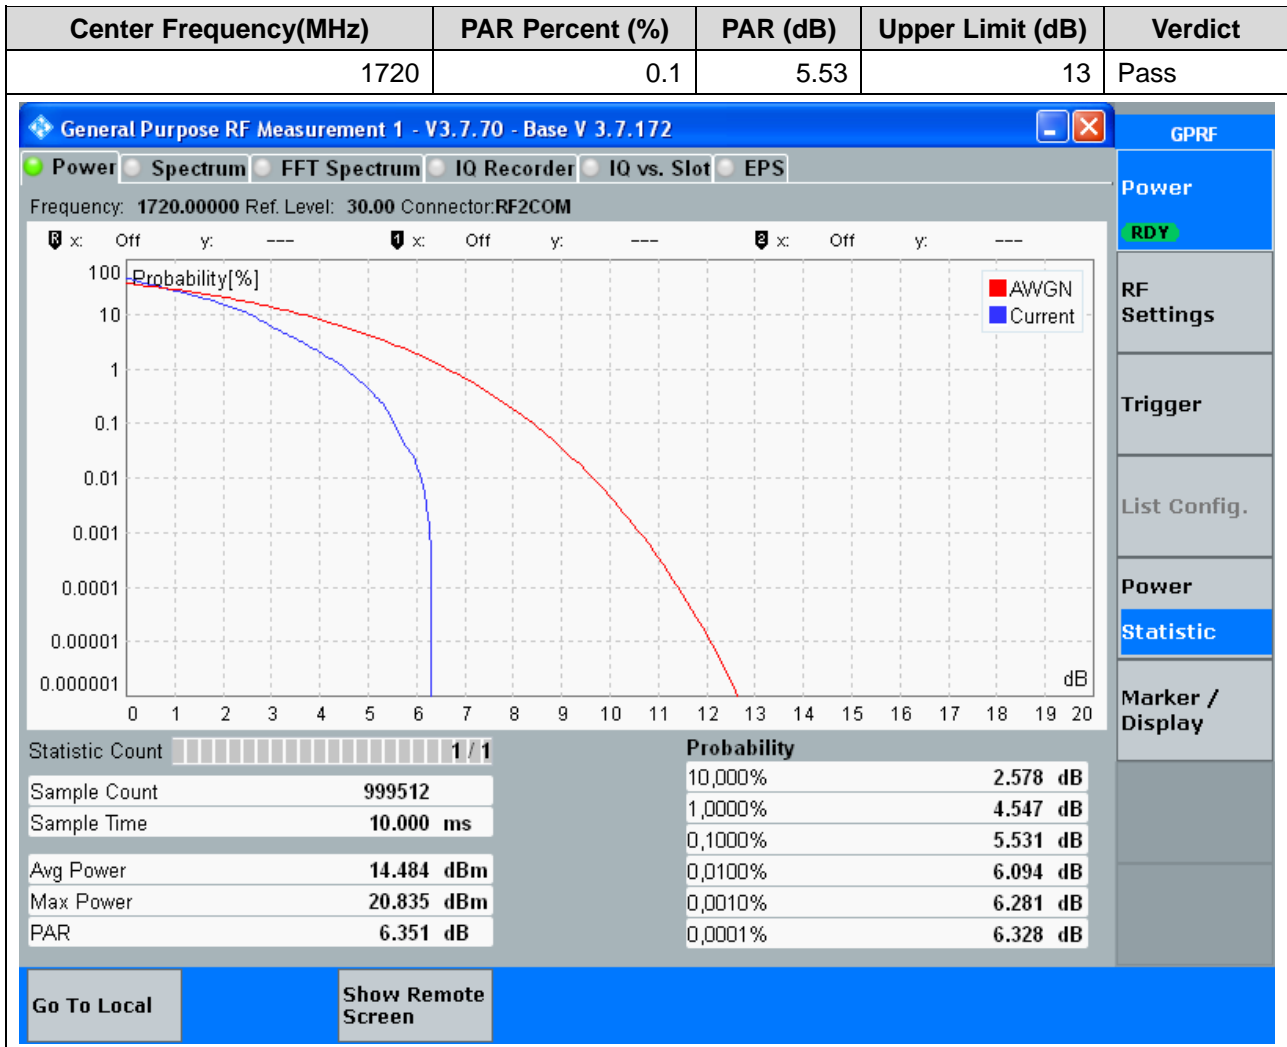 Center Frequency(MHz) PAR Percent (%) PAR (dB) Upper Limit (dB) Verdict
1720 0.1 5.53 13 Pass
General Purpose RF Measurement 1 - V3.7.70 - Base V 3.7.172
GPRF
Power Spectrum FFT Spectrum IQ Recorder IQ vs. Slot EPS
Frequency: 1720.00000 Ref. Level: 30.00 Connector:RF2COM
R x: Off y: --- 1 x: Off y: --- 2 x: Off y: ---
Probability[%]
AWGN
Current
100
10
1
0.1
0.01
0.001
0.0001
0.00001
0.000001
dB
0 1 2 3 4 5 6 7 8 9 10 11 12 13 14 15 16 17 18 19 20
Statistic Count 1 / 1
Sample Count 999512
Sample Time 10.000 ms
Avg Power 14.484 dBm
Max Power 20.835 dBm
PAR 6.351 dB
Probability
10,000% 2.578 dB
1,0000% 4.547 dB
0,1000% 5.531 dB
0,0100% 6.094 dB
0,0010% 6.281 dB
0,0001% 6.328 dB
Power
RDY
RF
Settings
Trigger
List Config.
Power
Statistic
Marker /
Display
Go To Local
Show Remote
Screen